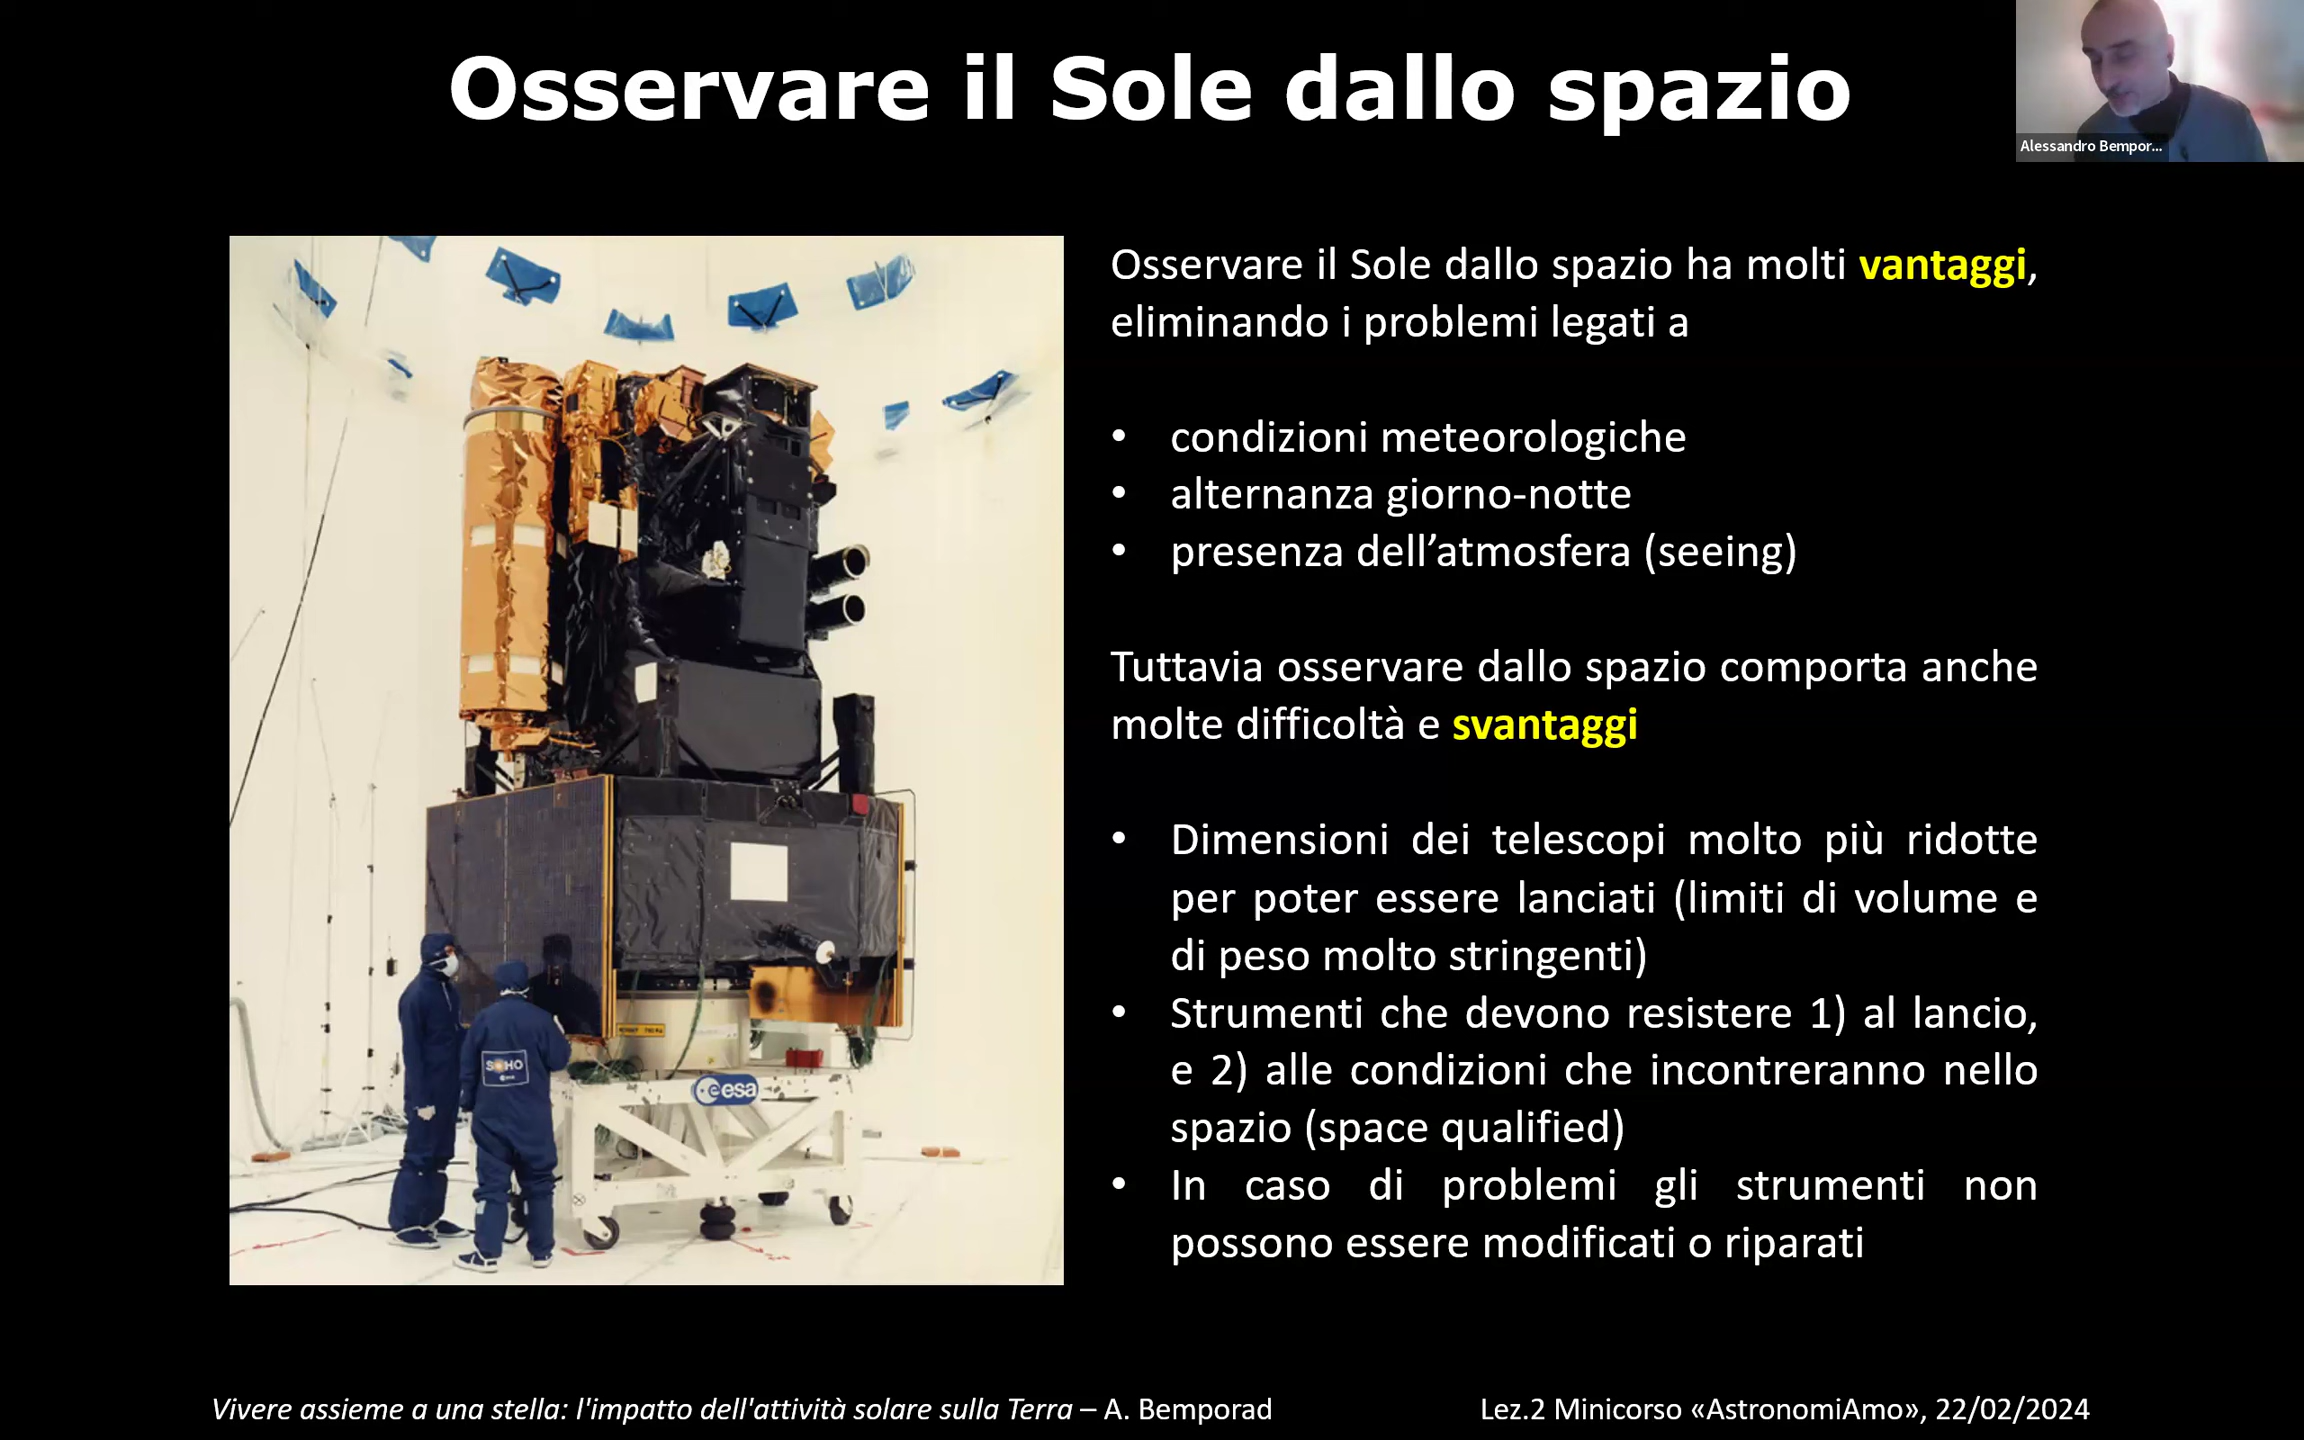 Osservare il Sole dallo spazio
Alessandro Bempor...
Osservare il Sole dallo spazio ha molti vantaggi,
eliminando i problemi legati a
• condizioni meteorologiche
• alternanza giorno-notte
• presenza dell’atmosfera (seeing)
Tuttavia osservare dallo spazio comporta anche
molte difficoltà e svantaggi
• Dimensioni dei telescopi molto più ridotte
per poter essere lanciati (limiti di volume e
di peso molto stringenti)
• Strumenti che devono resistere 1) al lancio,
e 2) alle condizioni che incontreranno nello
spazio (space qualified)
• In caso di problemi gli strumenti non
possono essere modificati o riparati
SOHO
esa
esa
Vivere assieme a una stella: l'impatto dell'attività solare sulla Terra – A. Bemporad
Lez.2 Minicorso «AstronomiAmo», 22/02/2024